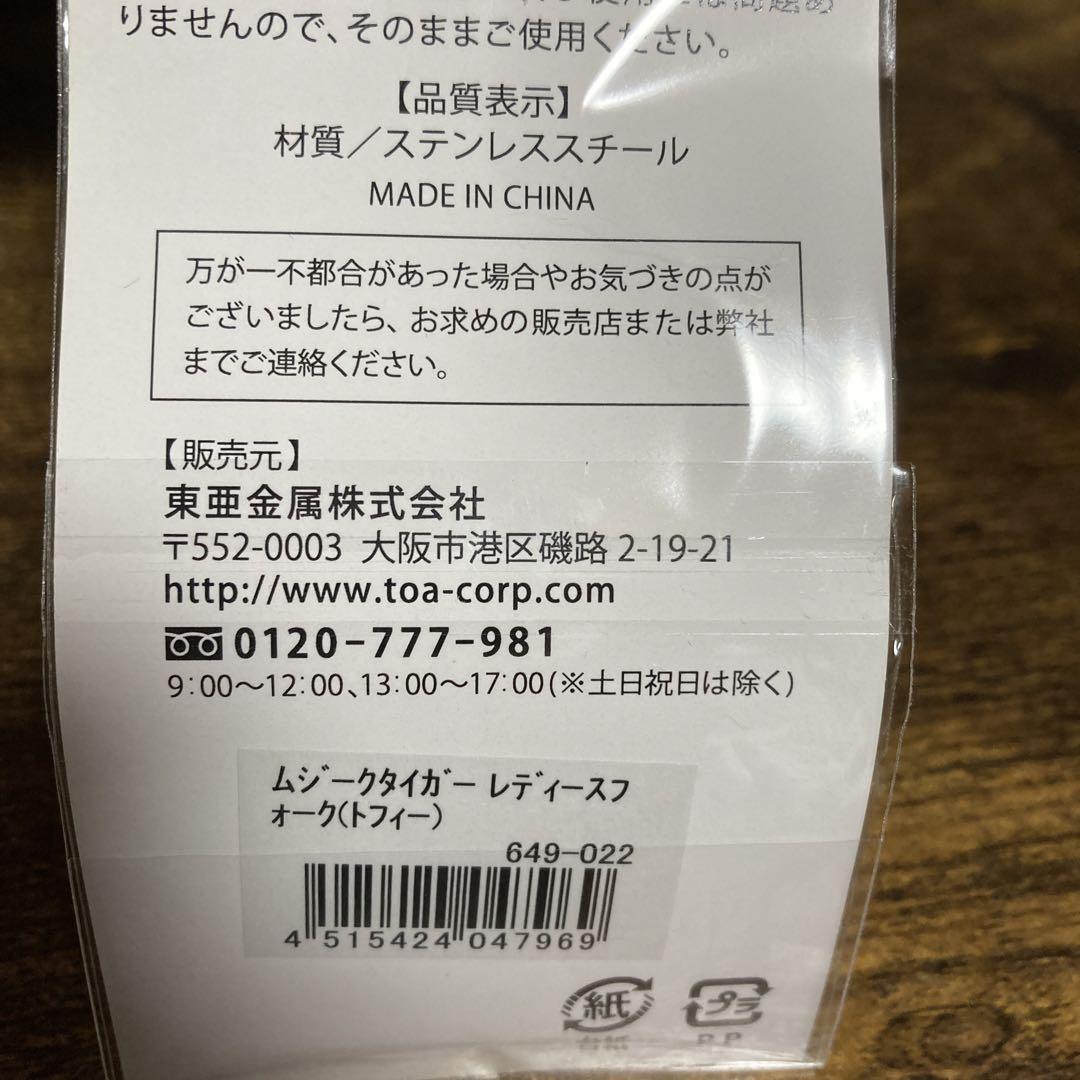 りませんので、そのままご使用ください。
【品質表示】
材質／ステンレススチール
MADE IN CHINA
万が一不都合があった場合やお気づきの点が
ございましたら、お求めの販売店または弊社
までご連絡ください。
【販売元】
東亜金属株式会社
〒552-0003 大阪市港区磯路2-19-21
http://www.toa-corp.com
0120-777-981
9:00～12:00、13:00～17:00(※土日祝日は除く)
ムジークタイガー レディースフ
ォーク(トフィー)
649-022
4 515424 047969
紙 プラ
台紙 P.P